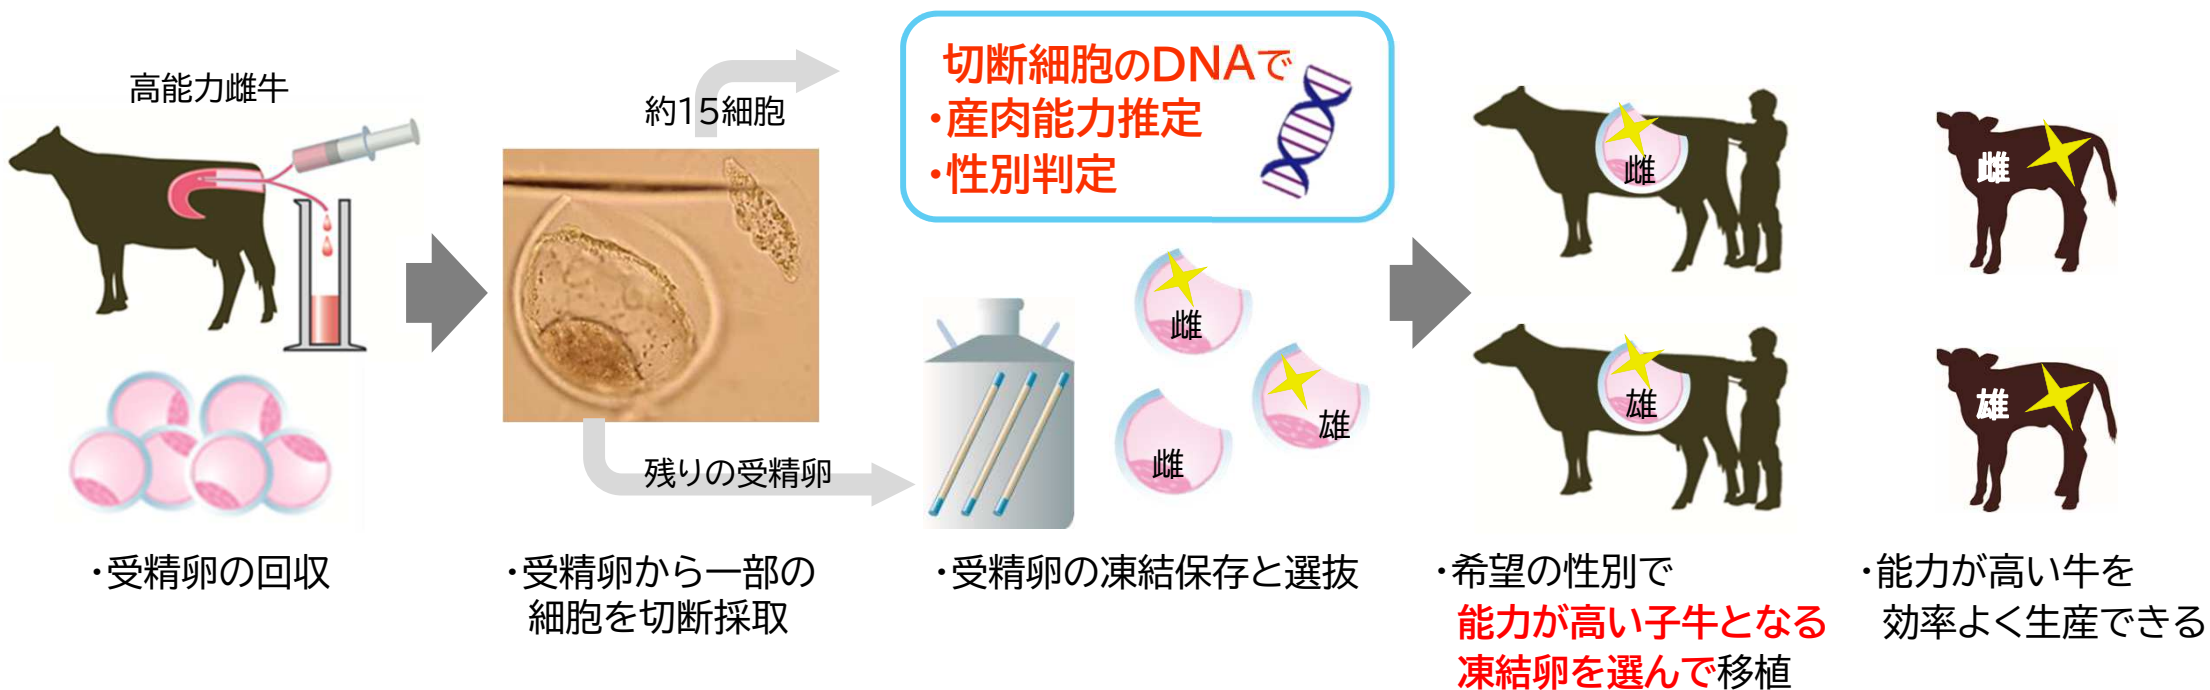 高能力雌牛
約15細胞
切断細胞のDNAで
・産肉能力推定
・性別判定
残りの受精卵
雌
雄
雌
雌
雄
雌
雄
・受精卵の回収
・受精卵から一部の
細胞を切断採取
・受精卵の凍結保存と選抜
・希望の性別で
能力が高い子牛となる
凍結卵を選んで移植
・能力が高い牛を
効率よく生産できる